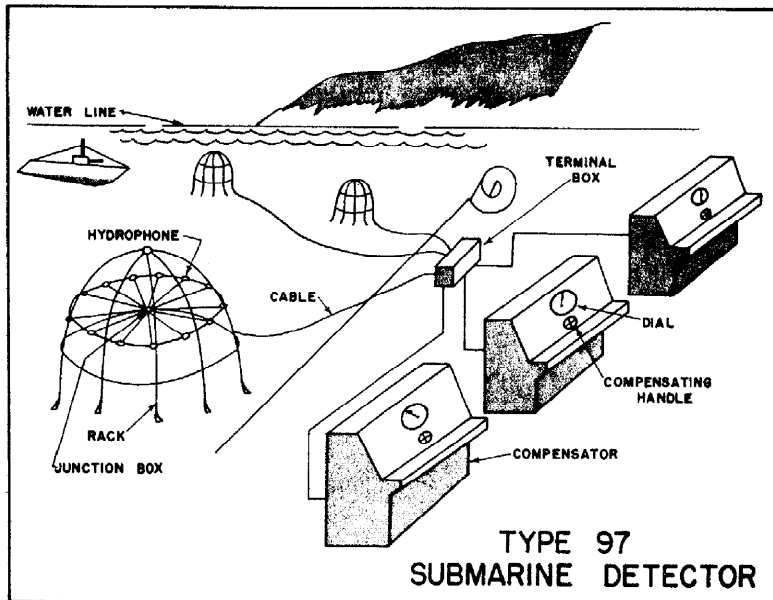 WATER LINE
TERMINAL
BOX
HYDROPHONE
CABLE
DIAL
COMPENSATING
HANDLE
RACK
JUNCTION BOX
COMPENSATOR
TYPE 97
SUBMARINE DETECTOR